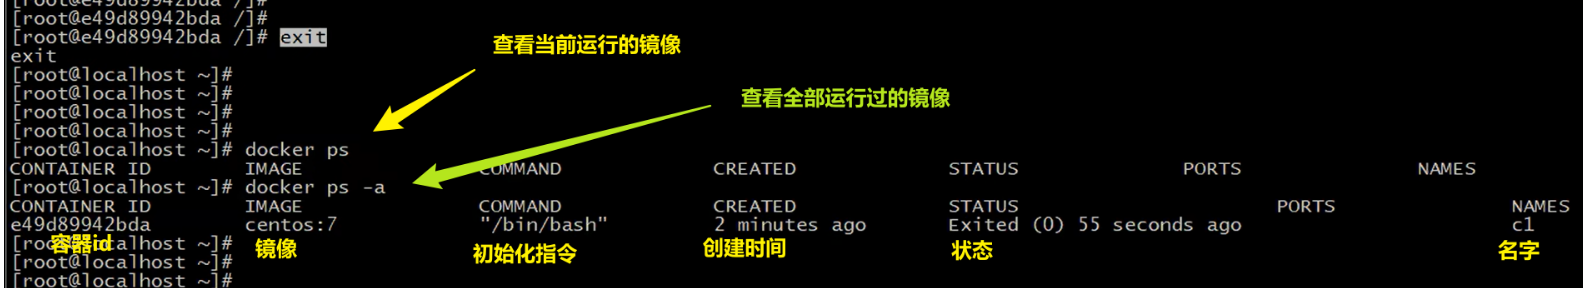 [root@e49d89942bda /]#
[root@e49d89942bda /]#
[root@e49d89942bda /]# exit
查看当前运行的镜像
exit
[root@localhost ~]#
[root@localhost ~]#
查看全部运行过的镜像
[root@localhost ~]#
[root@localhost ~]#
[root@localhost ~]# docker ps
CONTAINER ID IMAGE COMMAND CREATED STATUS PORTS NAMES
[root@localhost ~]# docker ps -a
CONTAINER ID IMAGE COMMAND CREATED STATUS PORTS NAMES
e49d89942bda centos:7 "/bin/bash" 2 minutes ago Exited (0) 55 seconds ago c1
[root@localhost ~]#
容器id 镜像 初始化指令 创建时间 状态 名字
[root@localhost ~]#
[root@localhost ~]#